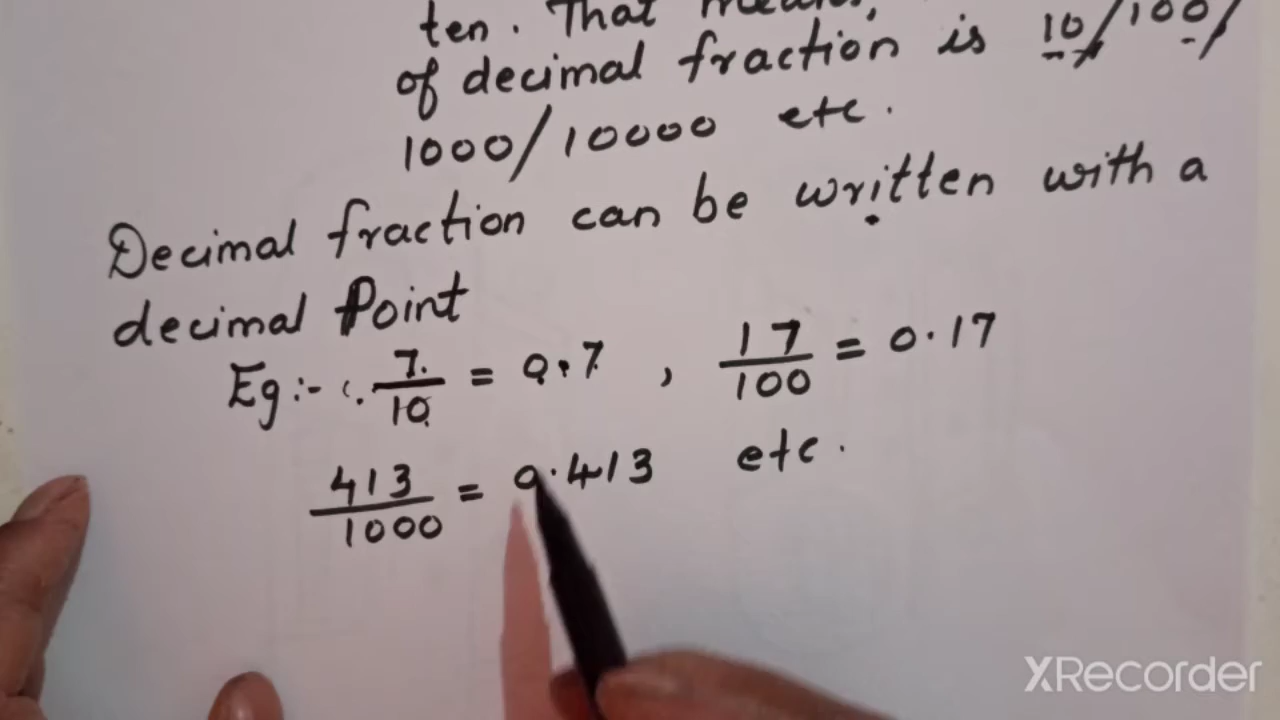 ten. That means,
of decimal fraction is 10/100/
1000/10000 etc.
Decimal fraction can be written with a
decimal Point
Eg:- 7/10 = 0.7 , 17/100 = 0.17
413/1000 = 0.413 etc.
XRecorder